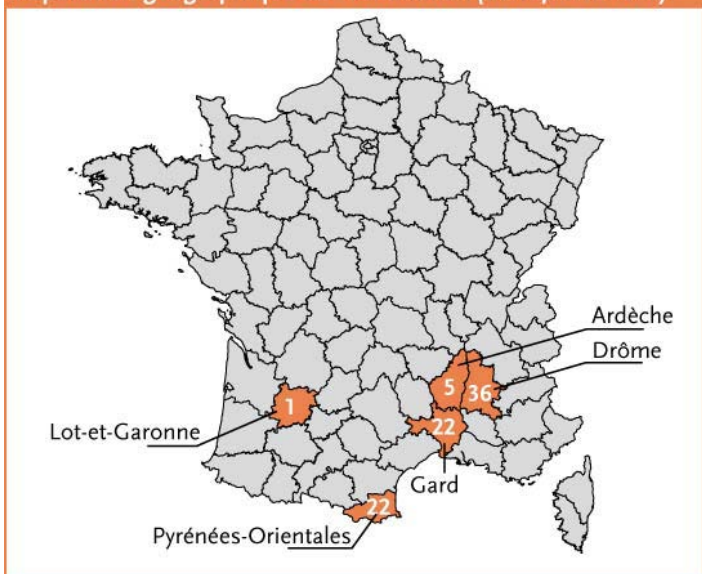 Ardèche
Drôme
5
36
1
22
Lot-et-Garonne
Gard
22
Pyrénées-Orientales